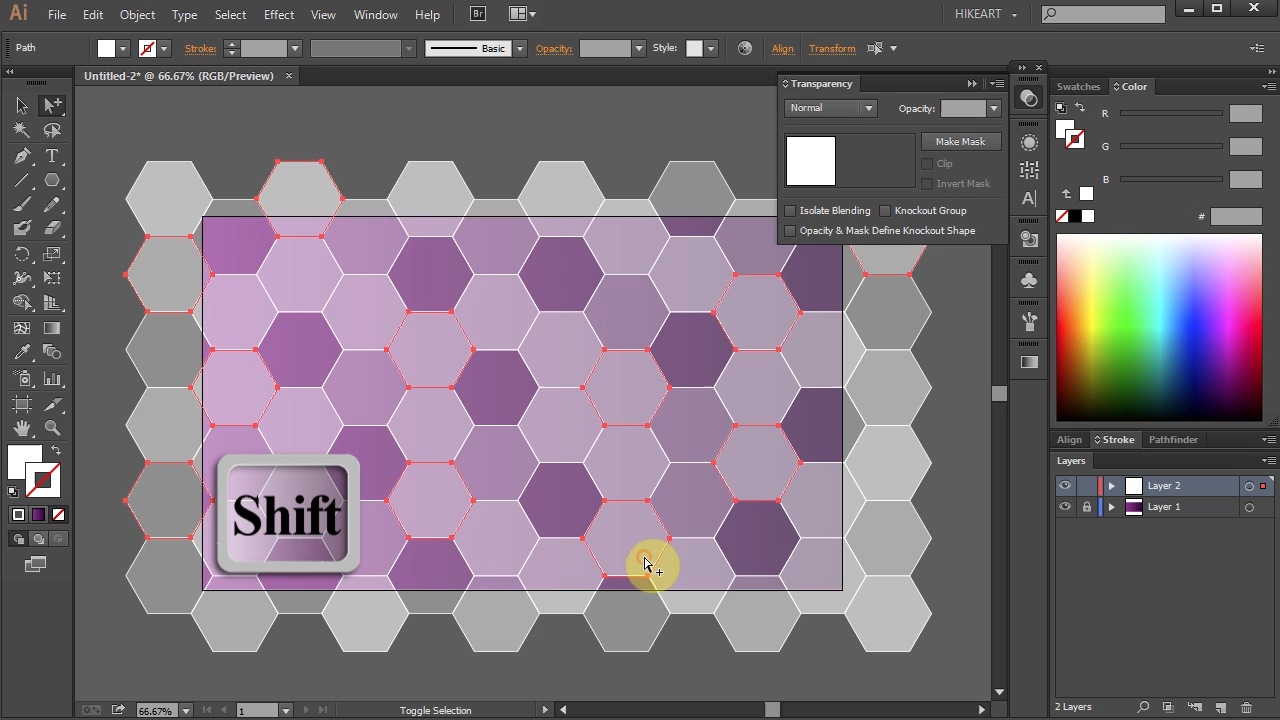 Ai File Edit Object Type Select Effect View Window Help Br HIKEART
Path Stroke: Basic Opacity: Style: Align Transform
Untitled-2* @ 66.67% (RGB/Preview) ×
Transparency
Normal Opacity:
Make Mask
Clip
Invert Mask
Isolate Blending Knockout Group
Opacity & Mask Define Knockout Shape
Swatches Color
R
G
B
#
Align Stroke Pathfinder
Layers
Layer 2
Layer 1
Shift
2 Layers
66.67% 1 Toggle Selection